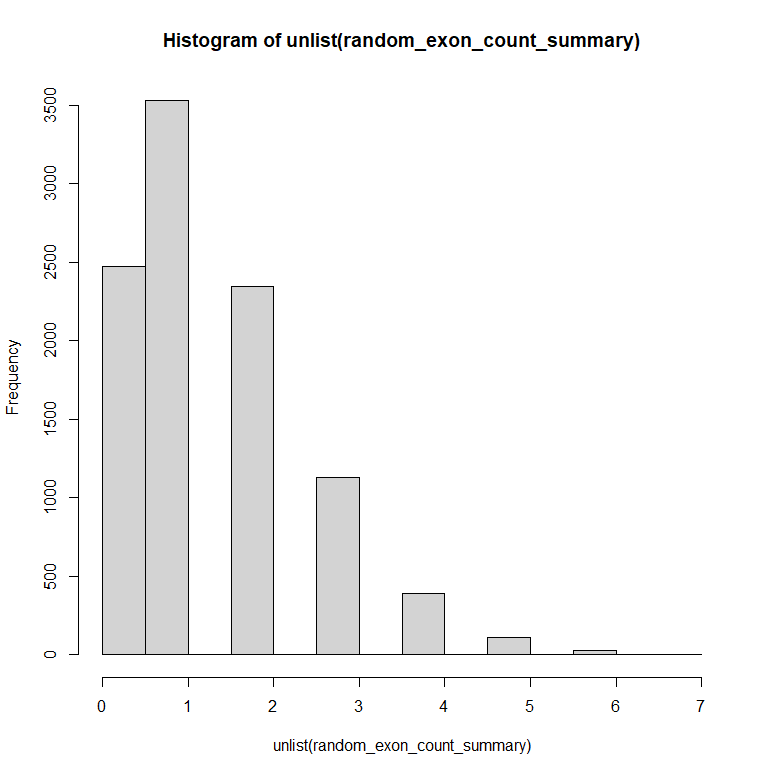 Histogram of unlist(random_exon_count_summary)
Frequency
3500
3000
2500
2000
1500
1000
500
0
0 1 2 3 4 5 6 7
unlist(random_exon_count_summary)